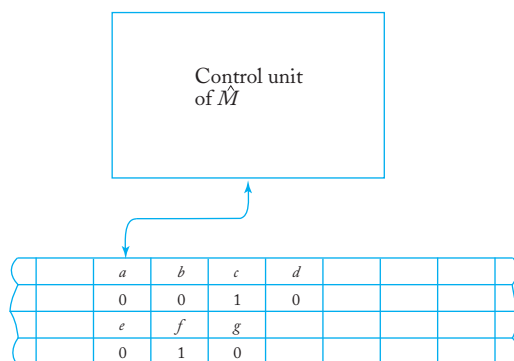 Control unit
of M̂
a b c d
0 0 1 0
e f g
0 1 0